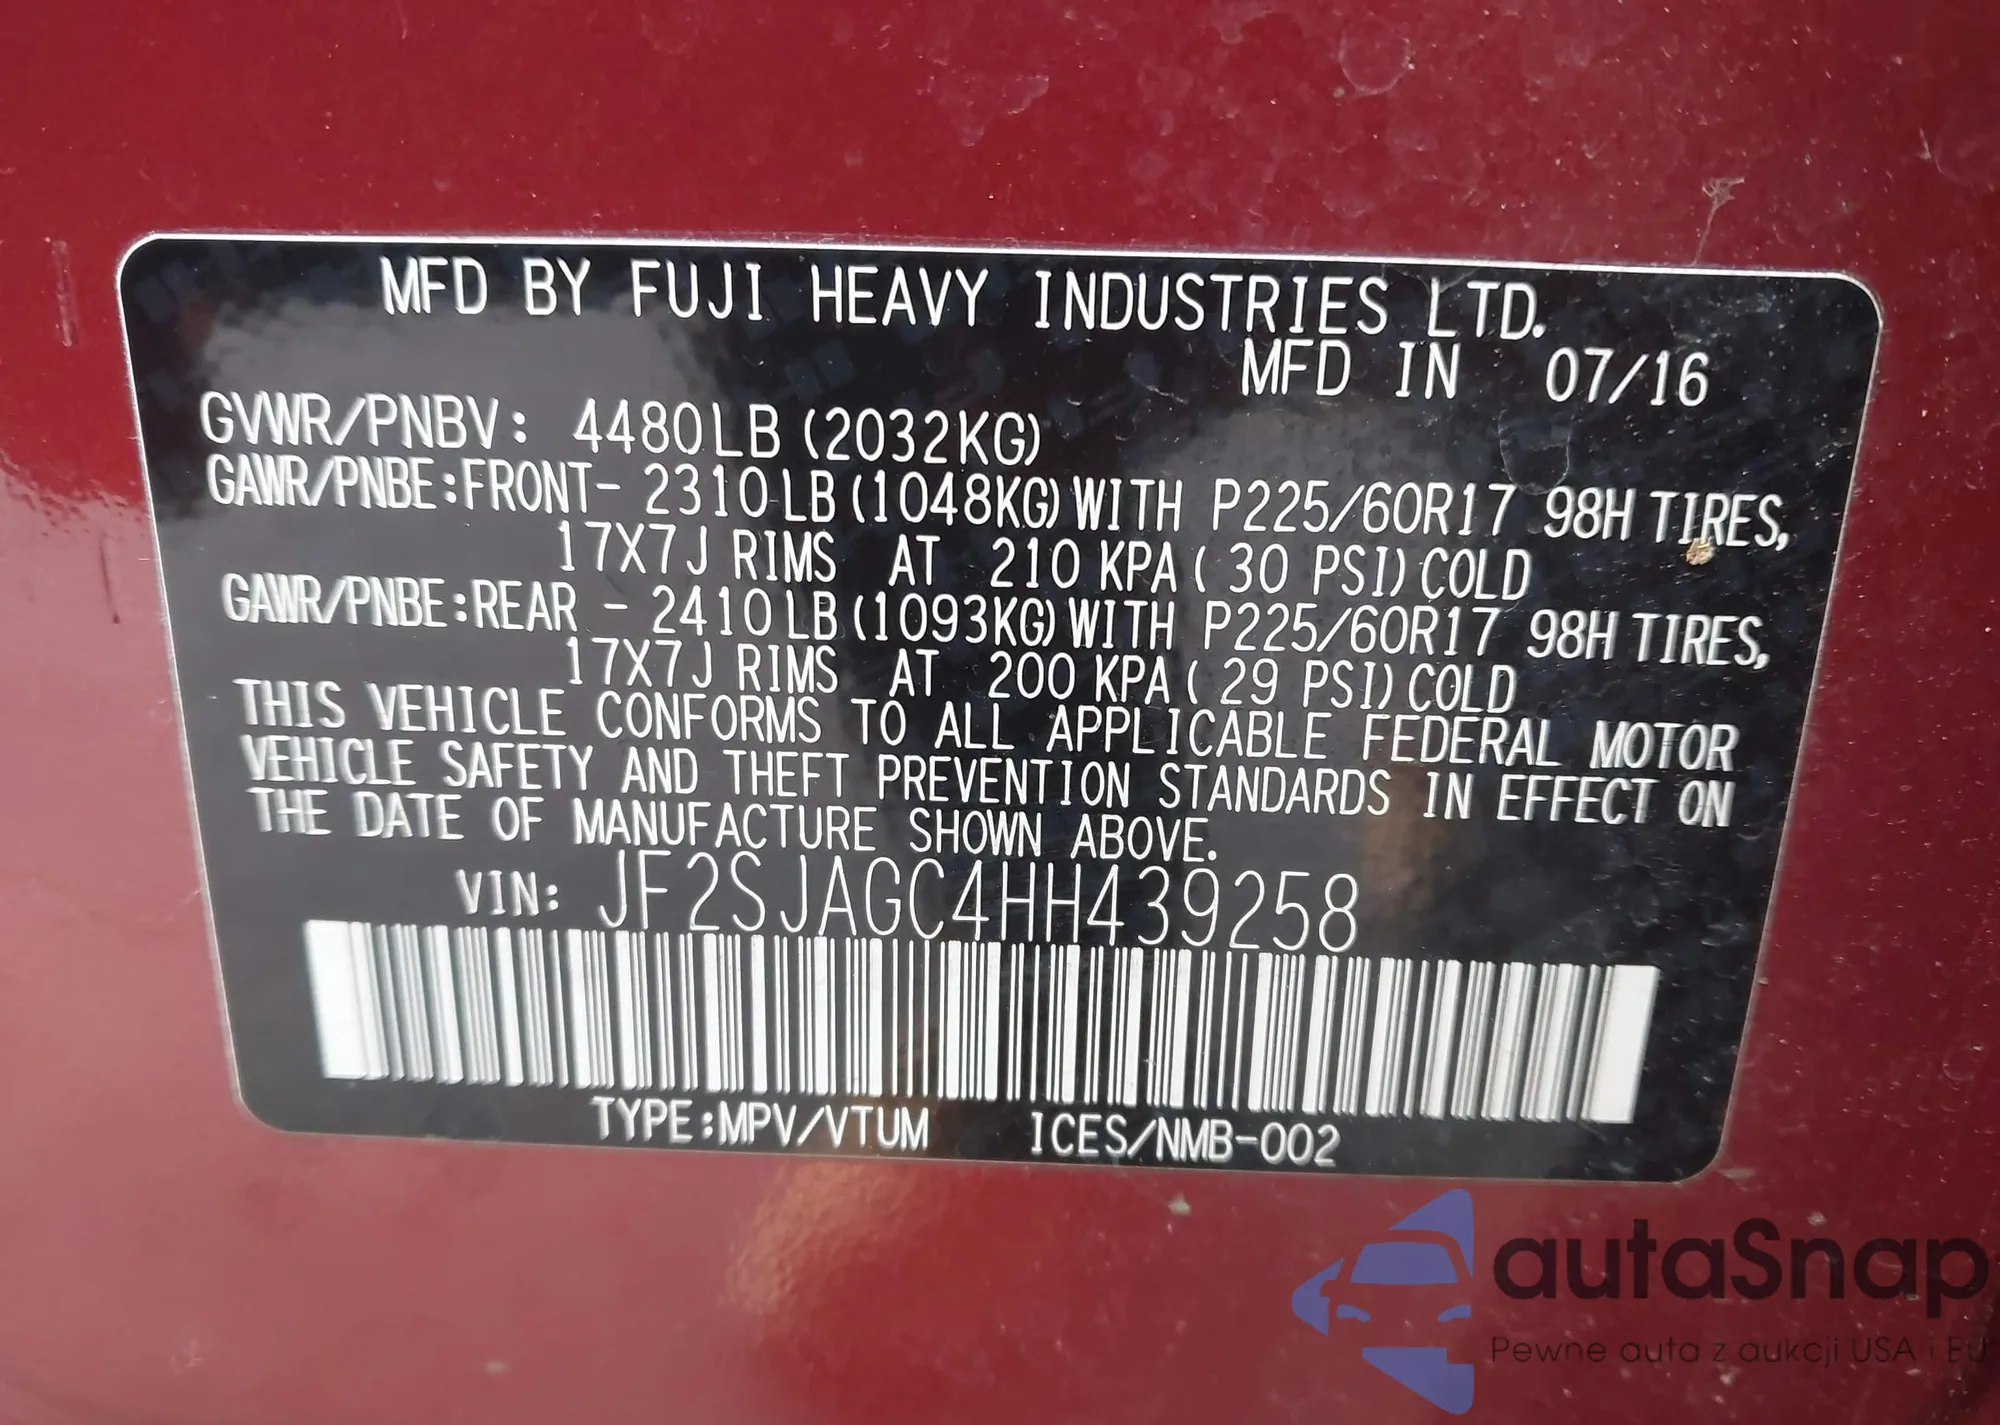 MFD BY FUJI HEAVY INDUSTRIES LTD.
MFD IN 07/16
GVWR/PNBV: 4480LB (2032KG)
GAWR/PNBE:FRONT- 2310LB(1048KG)WITH P225/60R17 98H TIRES,
17X7J RIMS AT 210 KPA(30 PSI)COLD
GAWR/PNBE:REAR - 2410LB(1093KG)WITH P225/60R17 98H TIRES,
17X7J RIMS AT 200 KPA(29 PSI)COLD
THIS VEHICLE CONFORMS TO ALL APPLICABLE FEDERAL MOTOR
VEHICLE SAFETY AND THEFT PREVENTION STANDARDS IN EFFECT ON
THE DATE OF MANUFACTURE SHOWN ABOVE.
VIN: JF2SJAGC4HH439258
TYPE:MPV/VTUM ICES/NMB-002
autaSnap
Pewne auta z aukcji USA i EU